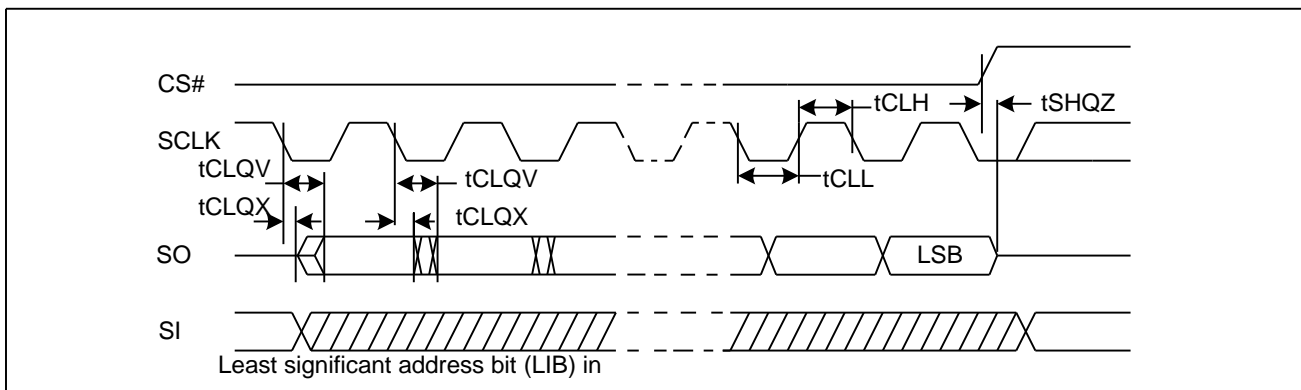 CS#
tCLH
tSHQZ
SCLK
tCLQV
tCLQV
tCLL
tCLQX
tCLQX
SO
LSB
SI
Least significant address bit (LIB) in